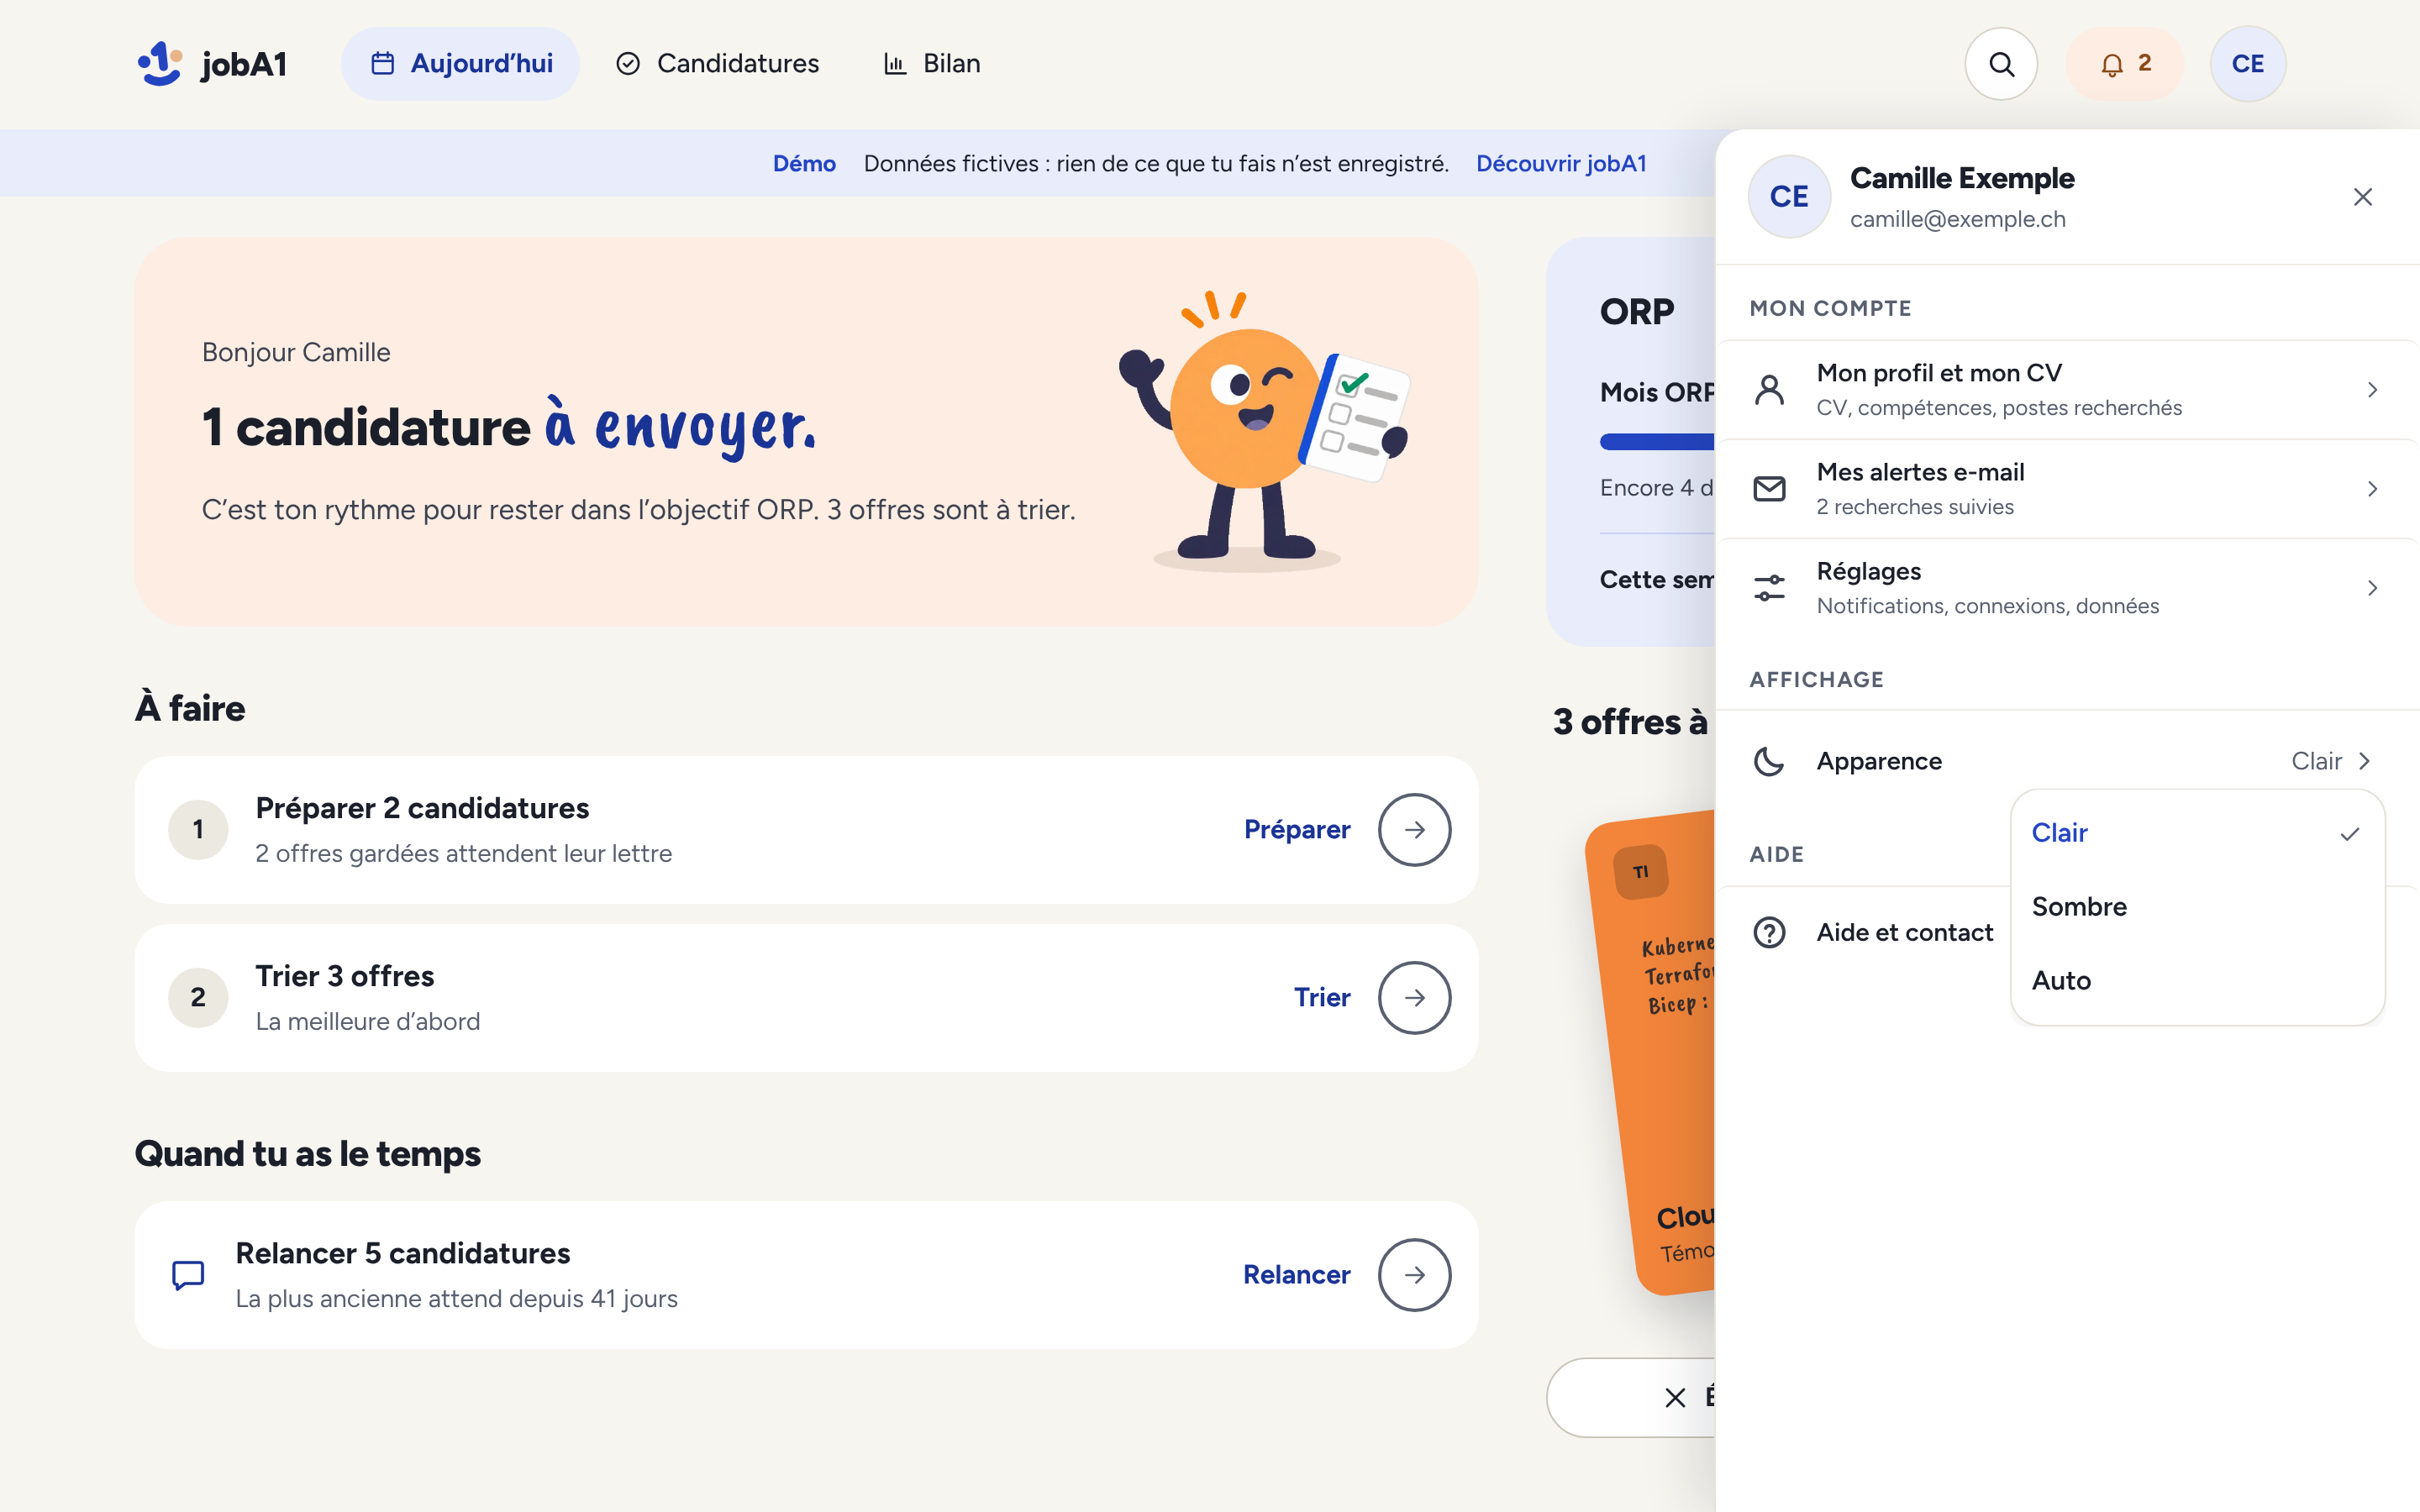 jobA1
Aujourd’hui
Candidatures
Bilan
2
CE
Démo Données fictives : rien de ce que tu fais n’est enregistré. Découvrir jobA1
Bonjour Camille
1 candidature à envoyer.
C’est ton rythme pour rester dans l’objectif ORP. 3 offres sont à trier.
À faire
1
Préparer 2 candidatures
2 offres gardées attendent leur lettre
Préparer
2
Trier 3 offres
La meilleure d’abord
Trier
Quand tu as le temps
Relancer 5 candidatures
La plus ancienne attend depuis 41 jours
Relancer
ORP
Mois ORP
Encore 4
Cette
3 offres à
TI
Bicep :
CE
Camille Exemple
camille@exemple.ch
MON COMPTE
Mon profil et mon CV
CV, compétences, postes recherchés
Mes alertes e-mail
2 recherches suivies
Réglages
Notifications, connexions, données
AFFICHAGE
Apparence
Clair
Clair
Sombre
Auto
AIDE
Aide et contact